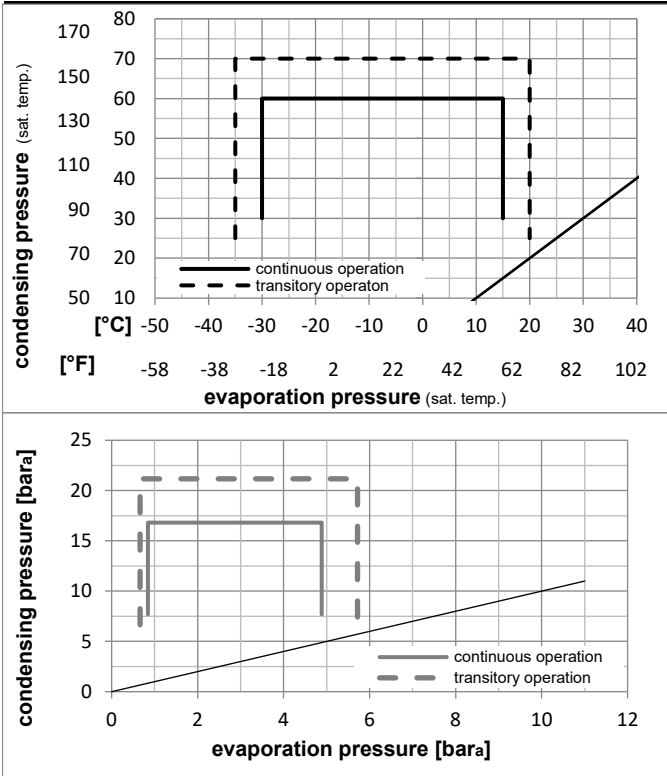 condensing pressure (sat. temp.)
170 80
150 70
130 60
50
110 40
90 30
70 20
50 10
continuous operation
transitory operaton
[°C] -50 -40 -30 -20 -10 0 10 20 30 40
[°F] -58 -38 -18 2 22 42 62 82 102
evaporation pressure (sat. temp.)
condensing pressure [bara]
25
20
15
10
5
0
continuous operation
transitory operation
0 2 4 6 8 10 12
evaporation pressure [bara]